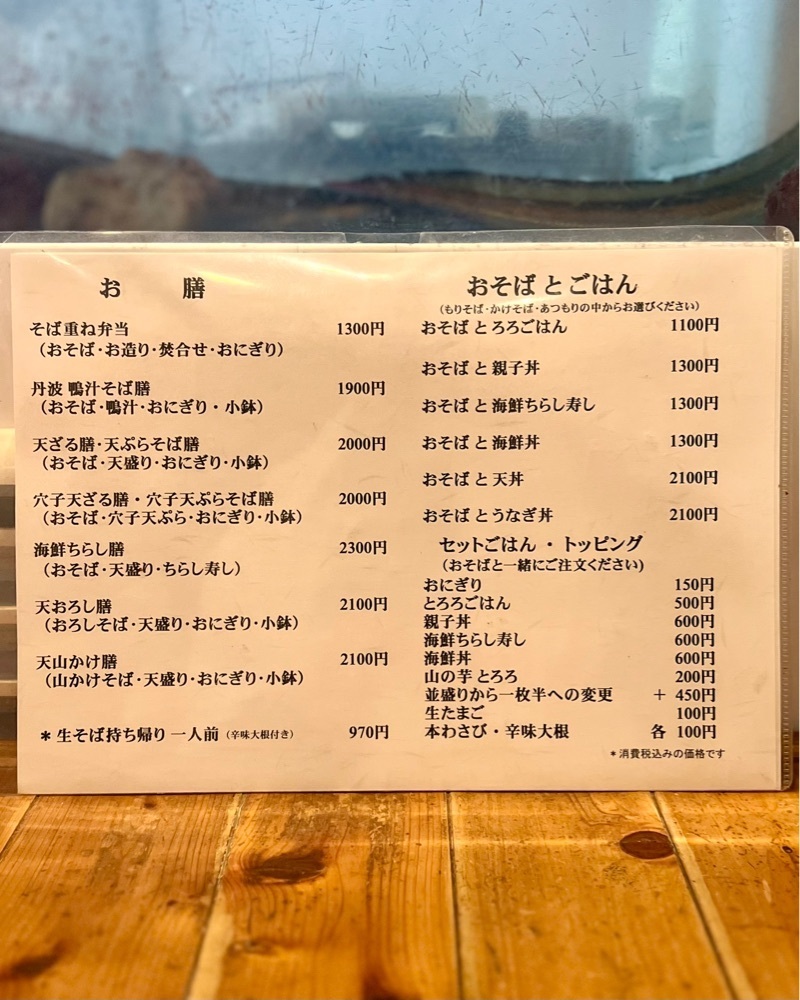 お 膳
そば重ね弁当 1300円
（おそば・お造り・焚合せ・おにぎり）
丹波 鴨汁そば膳 1900円
（おそば・鴨汁・おにぎり・小鉢）
天ざる膳・天ぷらそば膳 2000円
（おそば・天盛り・おにぎり・小鉢）
穴子天ざる膳・穴子天ぷらそば膳 2000円
（おそば・穴子天ぷら・おにぎり・小鉢）
海鮮ちらし膳 2300円
（おそば・天盛り・ちらし寿し）
天おろし膳 2100円
（おろしそば・天盛り・おにぎり・小鉢）
天山かけ膳 2100円
（山かけそば・天盛り・おにぎり・小鉢）
＊生そば持ち帰り 一人前（辛味大根付き） 970円
おそば と ごはん
（もりそば・かけそば・あつもりの中からお選びください）
おそば と ろろごはん 1100円
おそば と 親子丼 1300円
おそば と 海鮮ちらし寿し 1300円
おそば と 海鮮丼 1300円
おそば と 天丼 2100円
おそば と うなぎ丼 2100円
セットごはん ・ トッピング
（おそばと一緒にご注文ください）
おにぎり 150円
とろろごはん 500円
親子丼 600円
海鮮ちらし寿し 600円
海鮮丼 600円
山の芋 とろろ 200円
並盛りから一枚半への変更 ＋ 450円
生たまご 100円
本わさび・辛味大根 各 100円
＊消費税込みの価格です